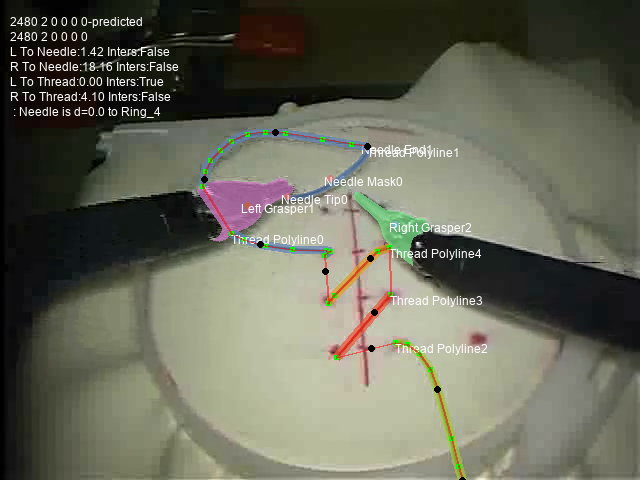 2480 2 0 0 0 0-predicted
2480 2 0 0 0 0
L To Needle:1.42 Inters:False
R To Needle:18.16 Inters:False
L To Thread:0.00 Inters:True
R To Thread:4.10 Inters:False
: Needle is d=0.0 to Ring_4
Needle End1
Thread Polyline1
Needle Mask0
Needle Tip0
Left Grasper1
Right Grasper2
Thread Polyline0
Thread Polyline4
Thread Polyline3
Thread Polyline2